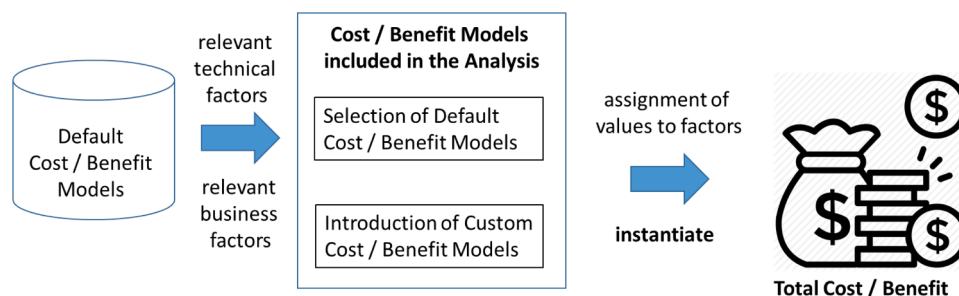 Default
Cost / Benefit
Models
relevant
technical
factors
relevant
business
factors
Cost / Benefit Models
included in the Analysis
Selection of Default
Cost / Benefit Models
Introduction of Custom
Cost / Benefit Models
assignment of
values to factors
instantiate
$
$
$
Total Cost / Benefit